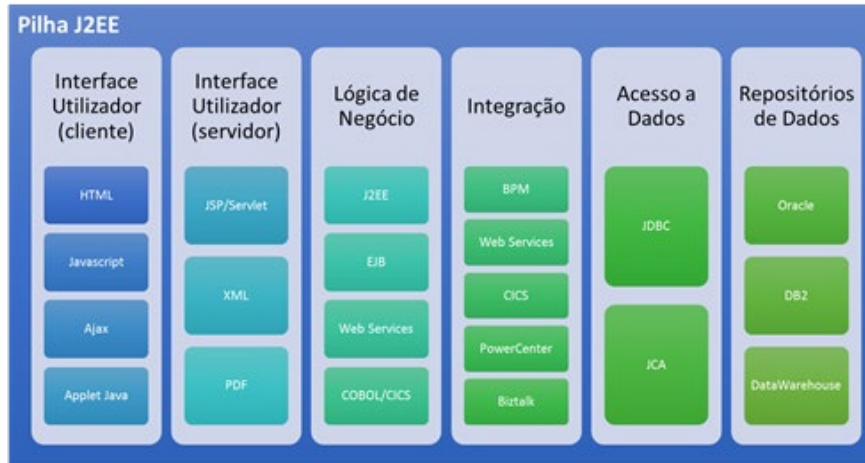 Pilha J2EE
Interface
Utilizador
(cliente)
HTML
Javascript
Ajax
Applet Java
Interface
Utilizador
(servidor)
JSP/Servlet
XML
PDF
Lógica de
Negócio
J2EE
EJB
Web Services
COBOL/CICS
Integração
BPM
Web Services
CICS
PowerCenter
Biztalk
Acesso a
Dados
JDBC
JCA
Repositórios
de Dados
Oracle
DB2
DataWarehouse